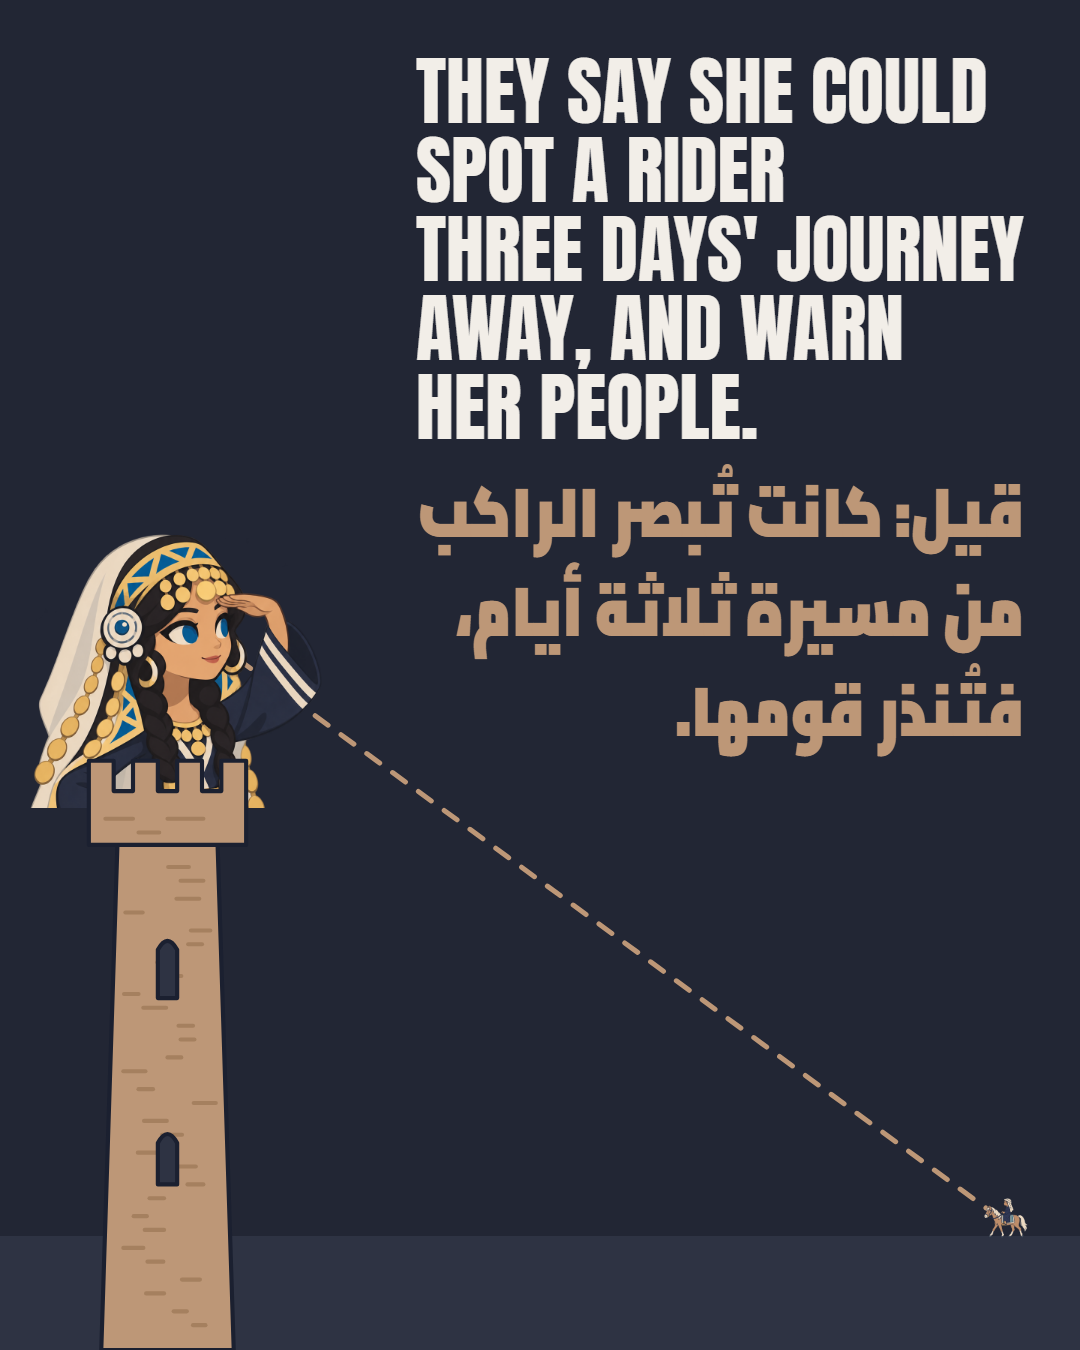 THEY SAY SHE COULD
SPOT A RIDER
THREE DAYS' JOURNEY
AWAY, AND WARN
HER PEOPLE.
قيل: كانت تُبصر الراكب
من مسيرة ثلاثة أيام،
فتُنذر قومها.